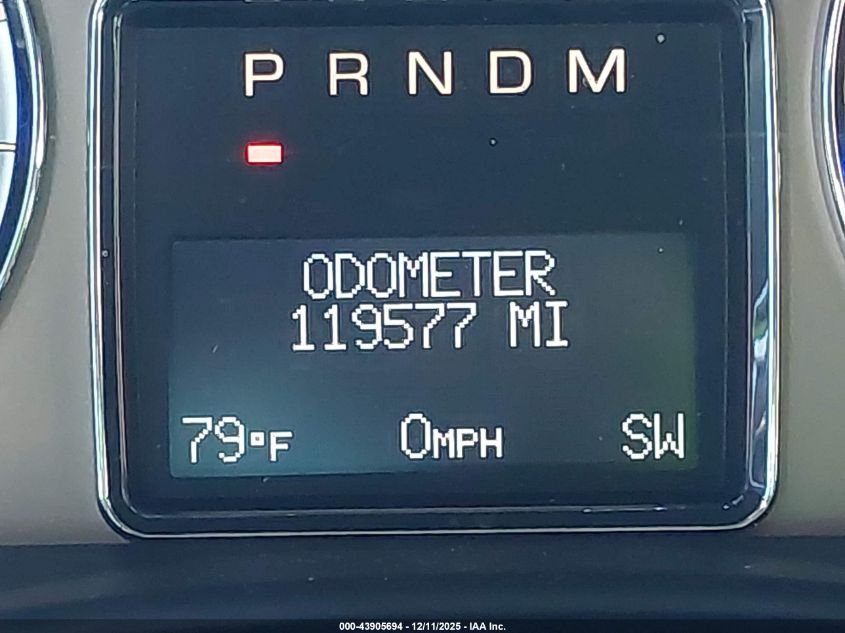 P R N D M
ODOMETER
119577 MI
79°F 0MPH SW
000-43905694 - 12/11/2025 - IAA Inc.